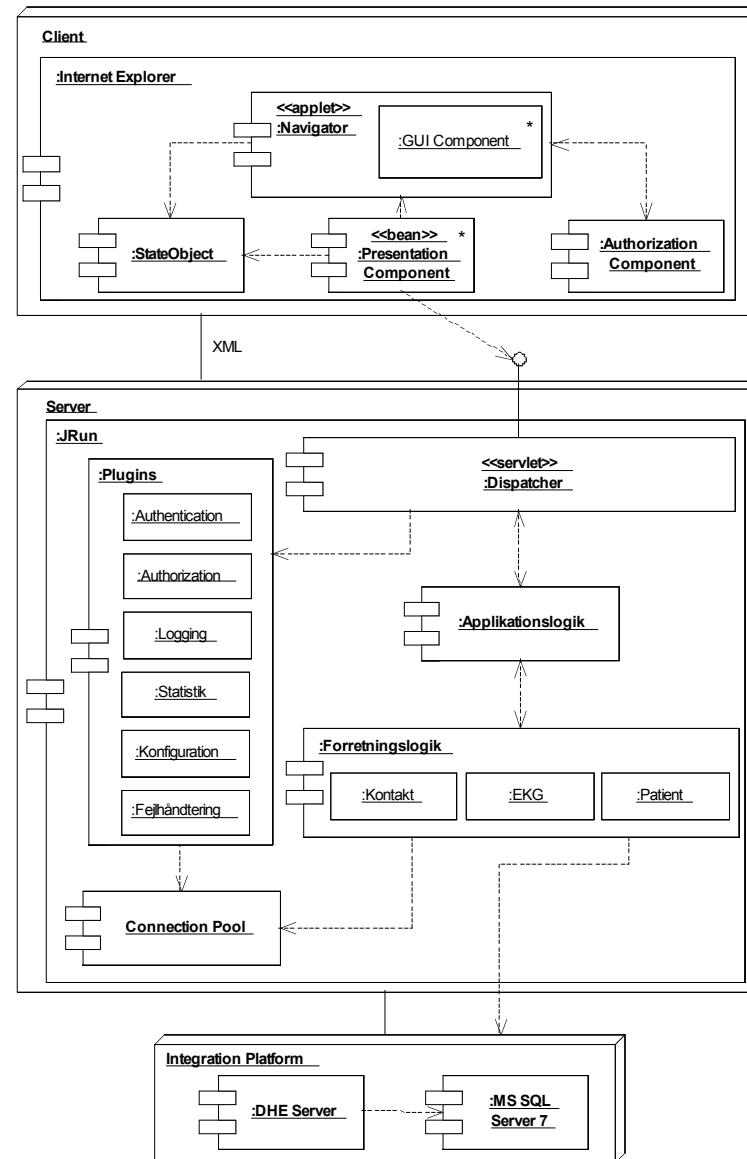 Client
:Internet Explorer
<<applet>>
:Navigator
*
:GUI Component
:StateObject
<<bean>> *
:Presentation
Component
:Authorization
Component
XML
Server
:JRun
:Plugins
:Authentication
:Authorization
:Logging
:Statistik
:Konfiguration
:Fejlhåndtering
<<servlet>>
:Dispatcher
:Applikationslogik
:Forretningslogik
:Kontakt
:EKG
:Patient
Connection Pool
Integration Platform
:DHE Server
:MS SQL
Server 7